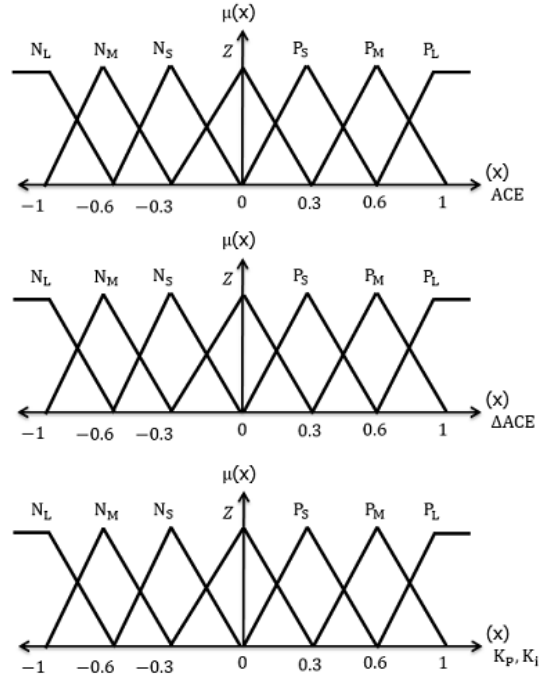 μ(x)
N_L N_M N_S Z P_S P_M P_L
(x)
−1 −0.6 −0.3 0 0.3 0.6 1 ACE
μ(x)
N_L N_M N_S Z P_S P_M P_L
(x)
−1 −0.6 −0.3 0 0.3 0.6 1 ΔACE
μ(x)
N_L N_M N_S Z P_S P_M P_L
(x)
−1 −0.6 −0.3 0 0.3 0.6 1 K_P, K_i